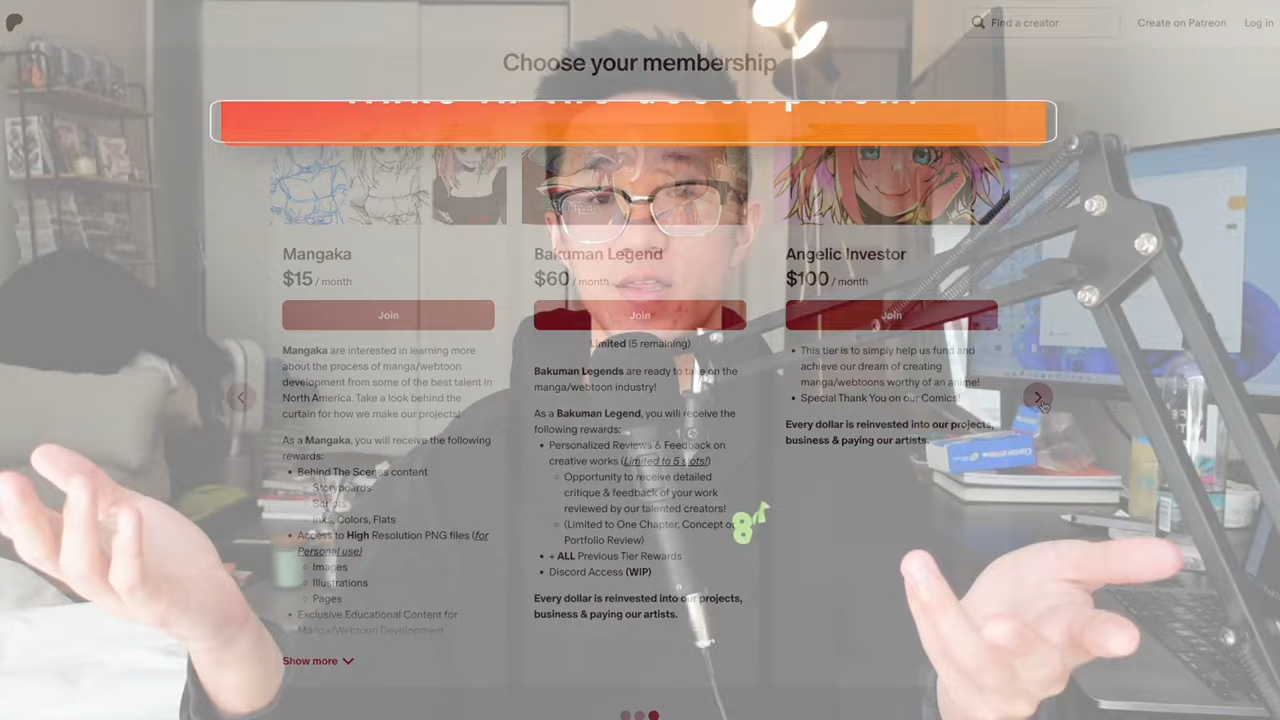 Find a creator
Create on Patreon
Log In
Choose your membership
Mangaka
$15 / month
Join
Mangaka are interested in learning more
about the process of manga/webtoon
development from some of the best talent in
North America. Take a look behind the
curtain for how we make our projects!
As a Mangaka, you will receive the following
rewards:
Behind The Scenes content
Storyboards
Scripts
Inks, Colors, Flats
Access to High Resolution PNG files (for
Personal use)
Images
Illustrations
Pages
Exclusive Educational Content for
Manga/Webtoon Development
Show more
Bakuman Legend
$60 / month
Join
Limited (5 remaining)
Bakuman Legends are ready to take on the
manga/webtoon industry!
As a Bakuman Legend, you will receive the
following rewards:
Personalized Reviews & Feedback on
creative works (Limited to 5 slots!)
Opportunity to receive detailed
critique & feedback of your work
reviewed by our talented creators!
(Limited to One Chapter, Concept or
Portfolio Review)
+ ALL Previous Tier Rewards
Discord Access (WIP)
Every dollar is reinvested into our projects,
business & paying our artists.
Angelic Investor
$100 / month
Join
This tier is to simply help us fund and
achieve our dream of creating
manga/webtoons worthy of an anime!
Special Thank You on our Comics!
Every dollar is reinvested into our projects,
business & paying our artists.